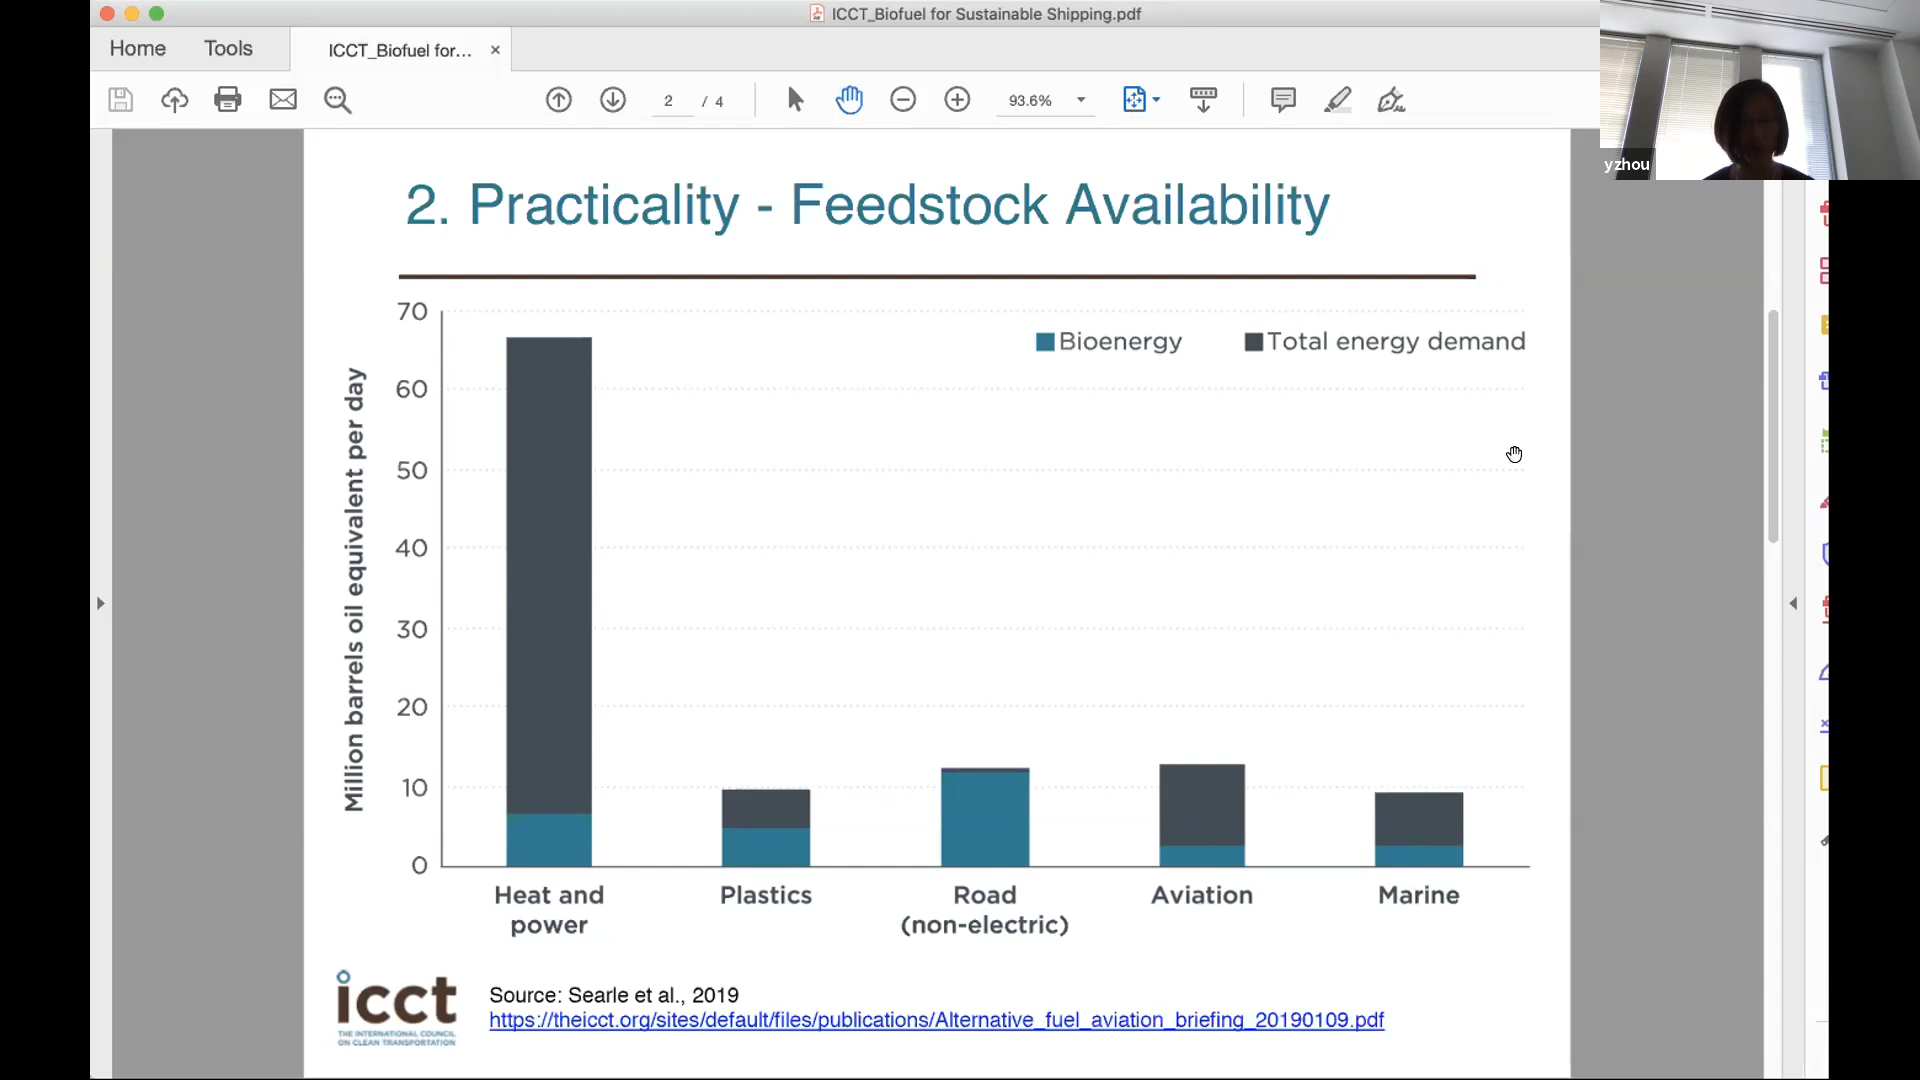 ICCT_Biofuel for Sustainable Shipping.pdf
Home
Tools
ICCT_Biofuel for...
2 / 4
93.6%
yzhou
2. Practicality - Feedstock Availability
Bioenergy
Total energy demand
Million barrels oil equivalent per day
70
60
50
40
30
20
10
0
Heat and
power
Plastics
Road
(non-electric)
Aviation
Marine
icct
THE INTERNATIONAL COUNCIL
ON CLEAN TRANSPORTATION
Source: Searle et al., 2019
https://theicct.org/sites/default/files/publications/Alternative_fuel_aviation_briefing_20190109.pdf